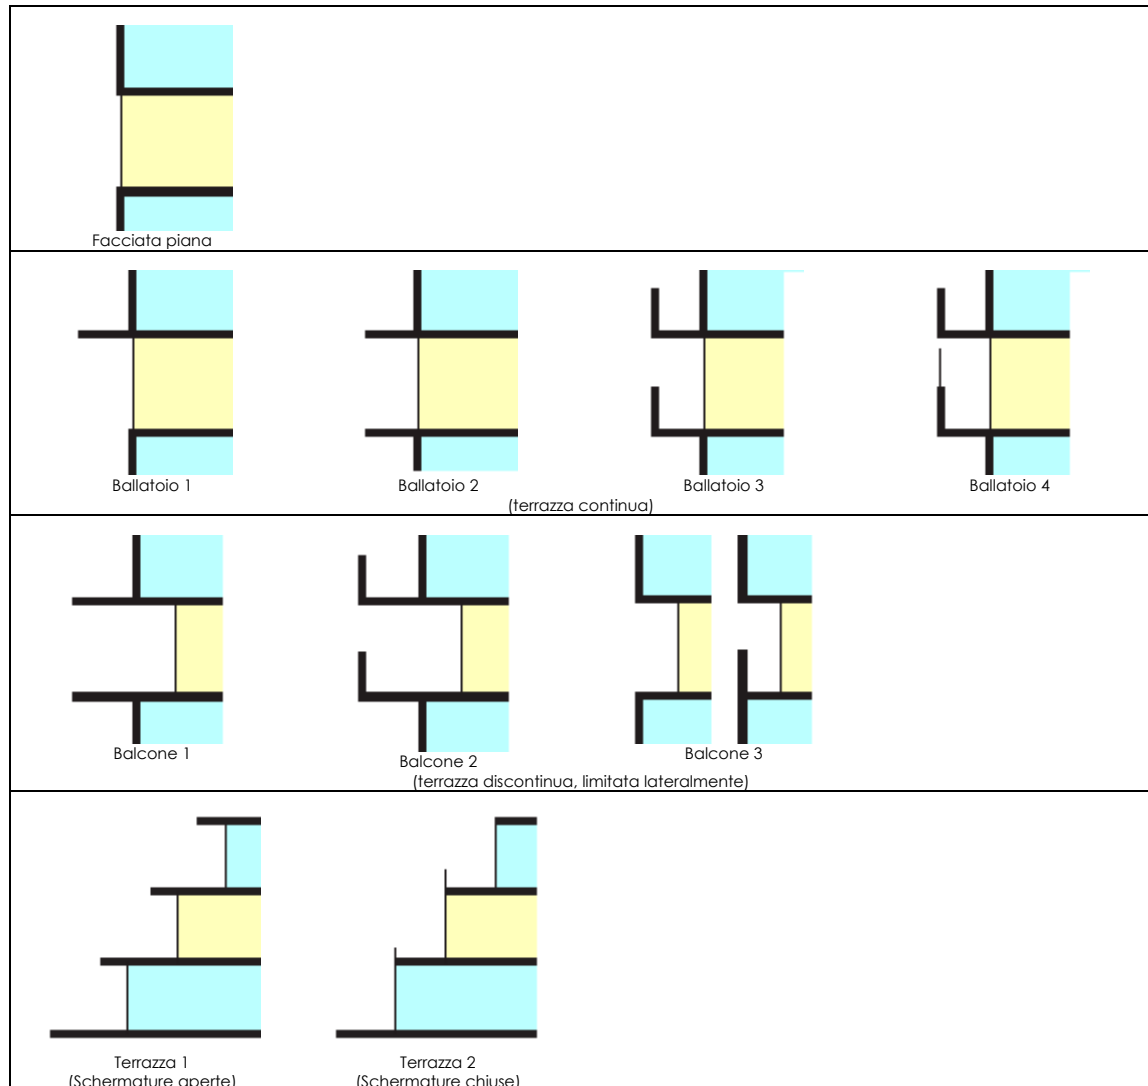 Facciata piana
Ballatoio 1 Ballatoio 2 Ballatoio 3 Ballatoio 4
(terrazza continua)
Balcone 1 Balcone 2 Balcone 3
(terrazza discontinua, limitata lateralmente)
Terrazza 1 Terrazza 2
(Schermature aperte) (Schermature chiuse)